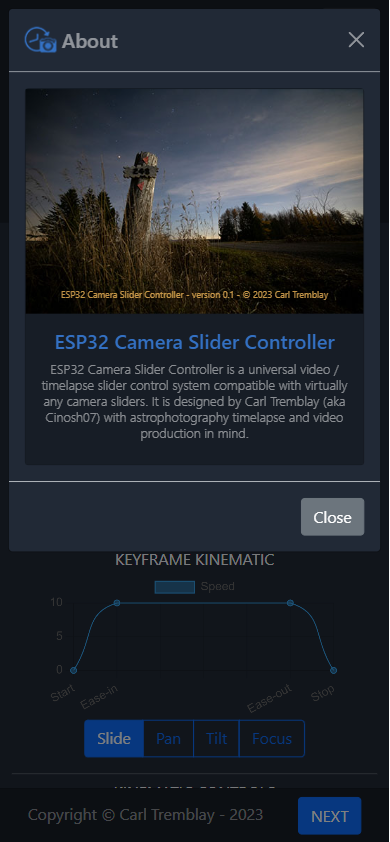 About
ESP32 Camera Slider Controller - version 0.1 - © 2023 Carl Tremblay
ESP32 Camera Slider Controller
ESP32 Camera Slider Controller is a universal video /
timelapse slider control system compatible with virtually
any camera sliders. It is designed by Carl Tremblay (aka
Cinosh07) with astrophotography timelapse and video
production in mind.
Close
KEYFRAME KINEMATIC
Speed
10
5
0
Start
Ease-in
Ease-out
Stop
Slide Pan Tilt Focus
KINEMATIC CONTROLS
Copyright © Carl Tremblay - 2023
NEXT